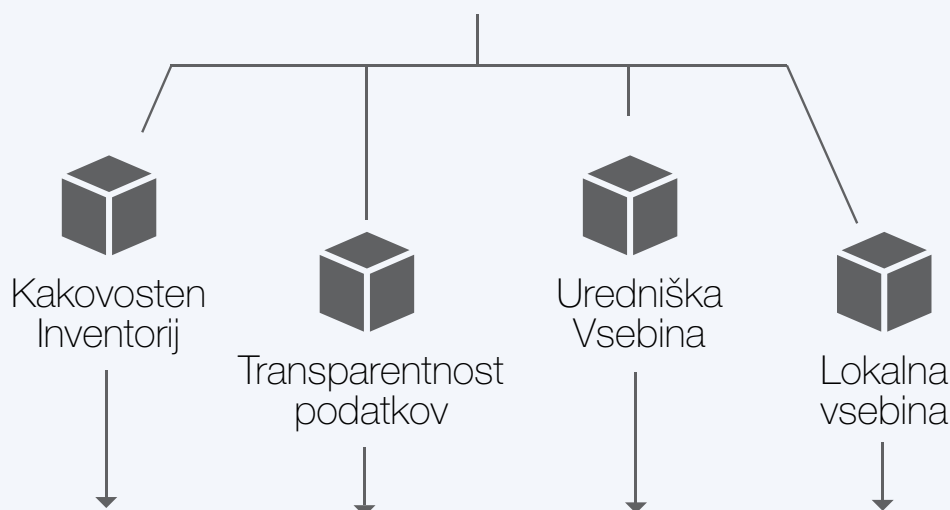 Kakovosten
Inventorij
Transparentnost
podatkov
Uredniška
Vsebina
Lokalna
vsebina